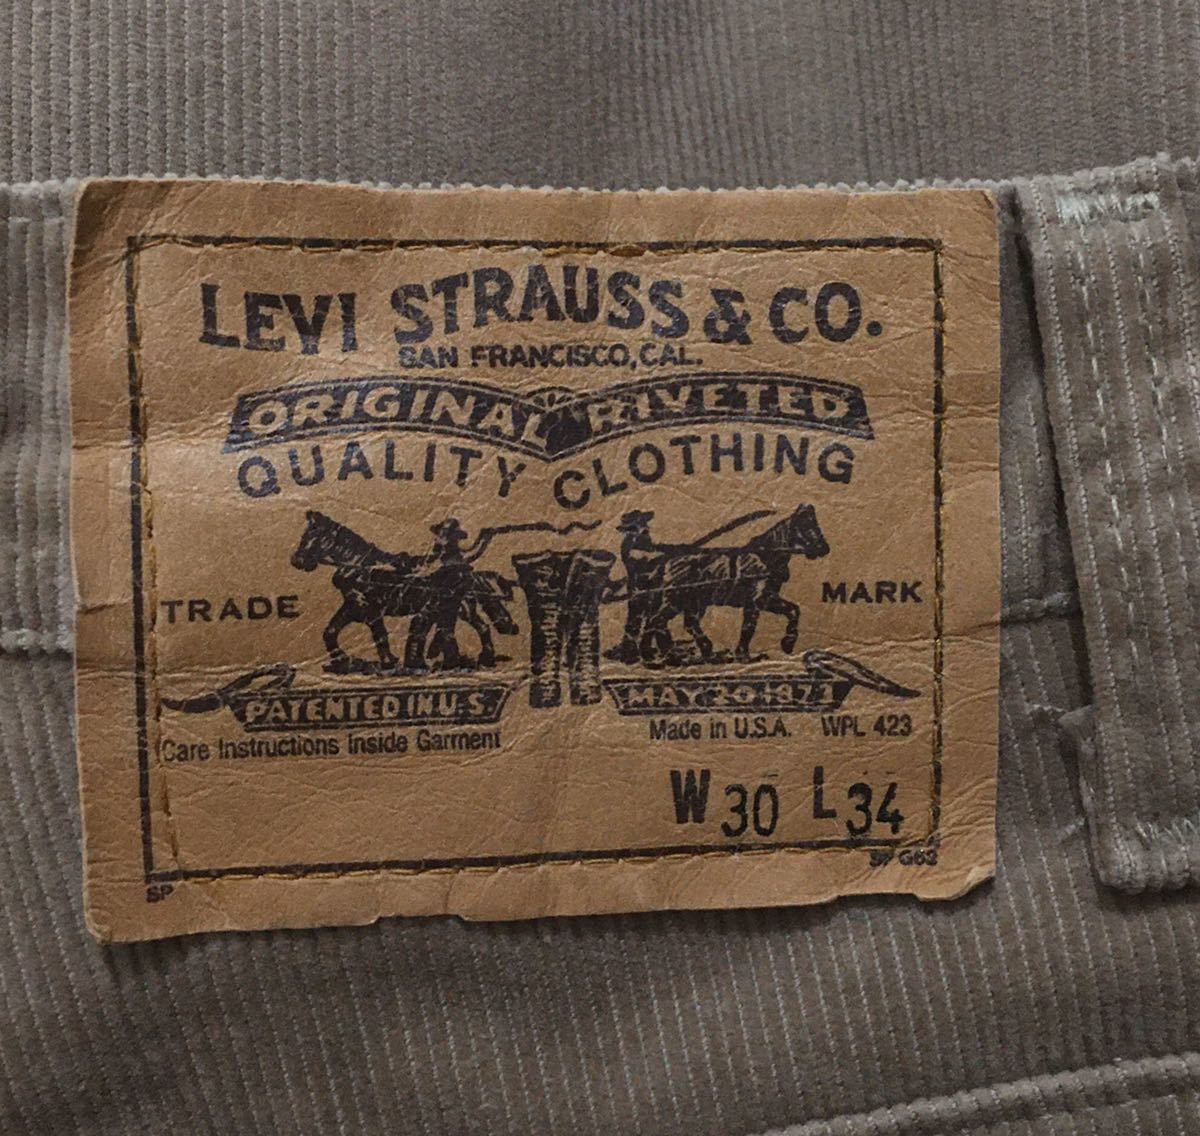 LEVI STRAUSS & CO.
SAN FRANCISCO, CAL.
ORIGINAL RIVETED
QUALITY CLOTHING
TRADE MARK
PATENTED IN U.S. MAY 20 1873
Care Instructions Inside Garment Made in U.S.A. WPL 423
W 30 L 34
SP G62
SP